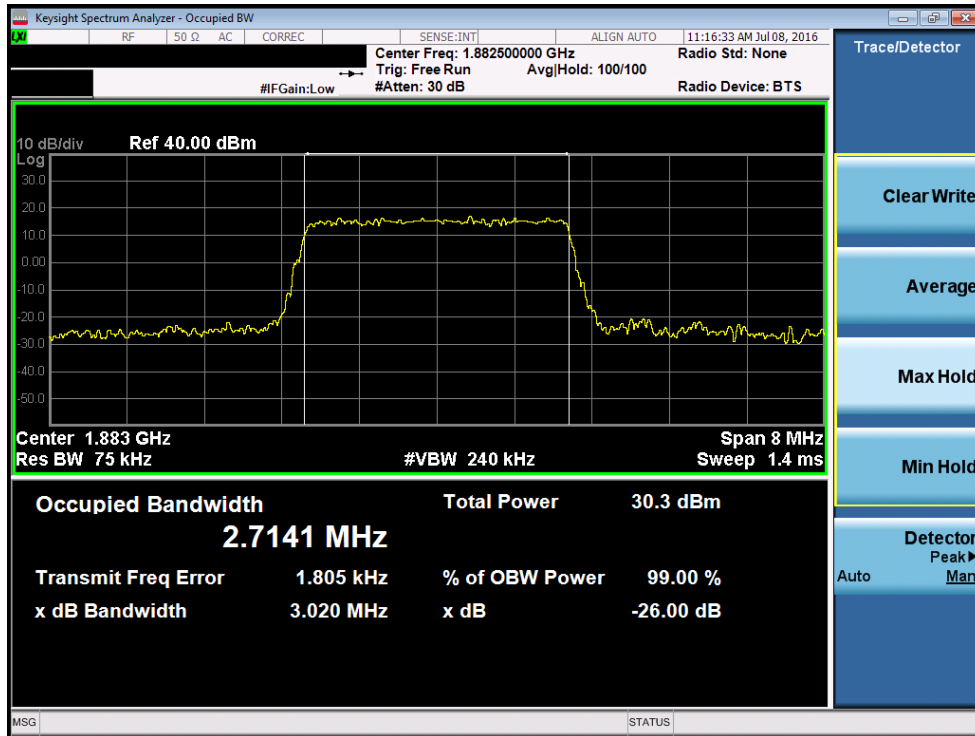 Keysight Spectrum Analyzer - Occupied BW
LXI RF 50 Ω AC CORREC SENSE:INT ALIGN AUTO 11:16:33 AM Jul 08, 2016
Center Freq: 1.882500000 GHz Radio Std: None
Trig: Free Run Avg|Hold: 100/100
#IFGain:Low #Atten: 30 dB Radio Device: BTS
Trace/Detector
10 dB/div Ref 40.00 dBm
Log
30.0
20.0
10.0
0.00
-10.0
-20.0
-30.0
-40.0
-50.0
Center 1.883 GHz Span 8 MHz
Res BW 75 kHz #VBW 240 kHz Sweep 1.4 ms
Occupied Bandwidth Total Power 30.3 dBm
2.7141 MHz
Transmit Freq Error 1.805 kHz % of OBW Power 99.00 %
x dB Bandwidth 3.020 MHz x dB -26.00 dB
Clear Write
Average
Max Hold
Min Hold
Detector
Peak
Auto Man
MSG STATUS